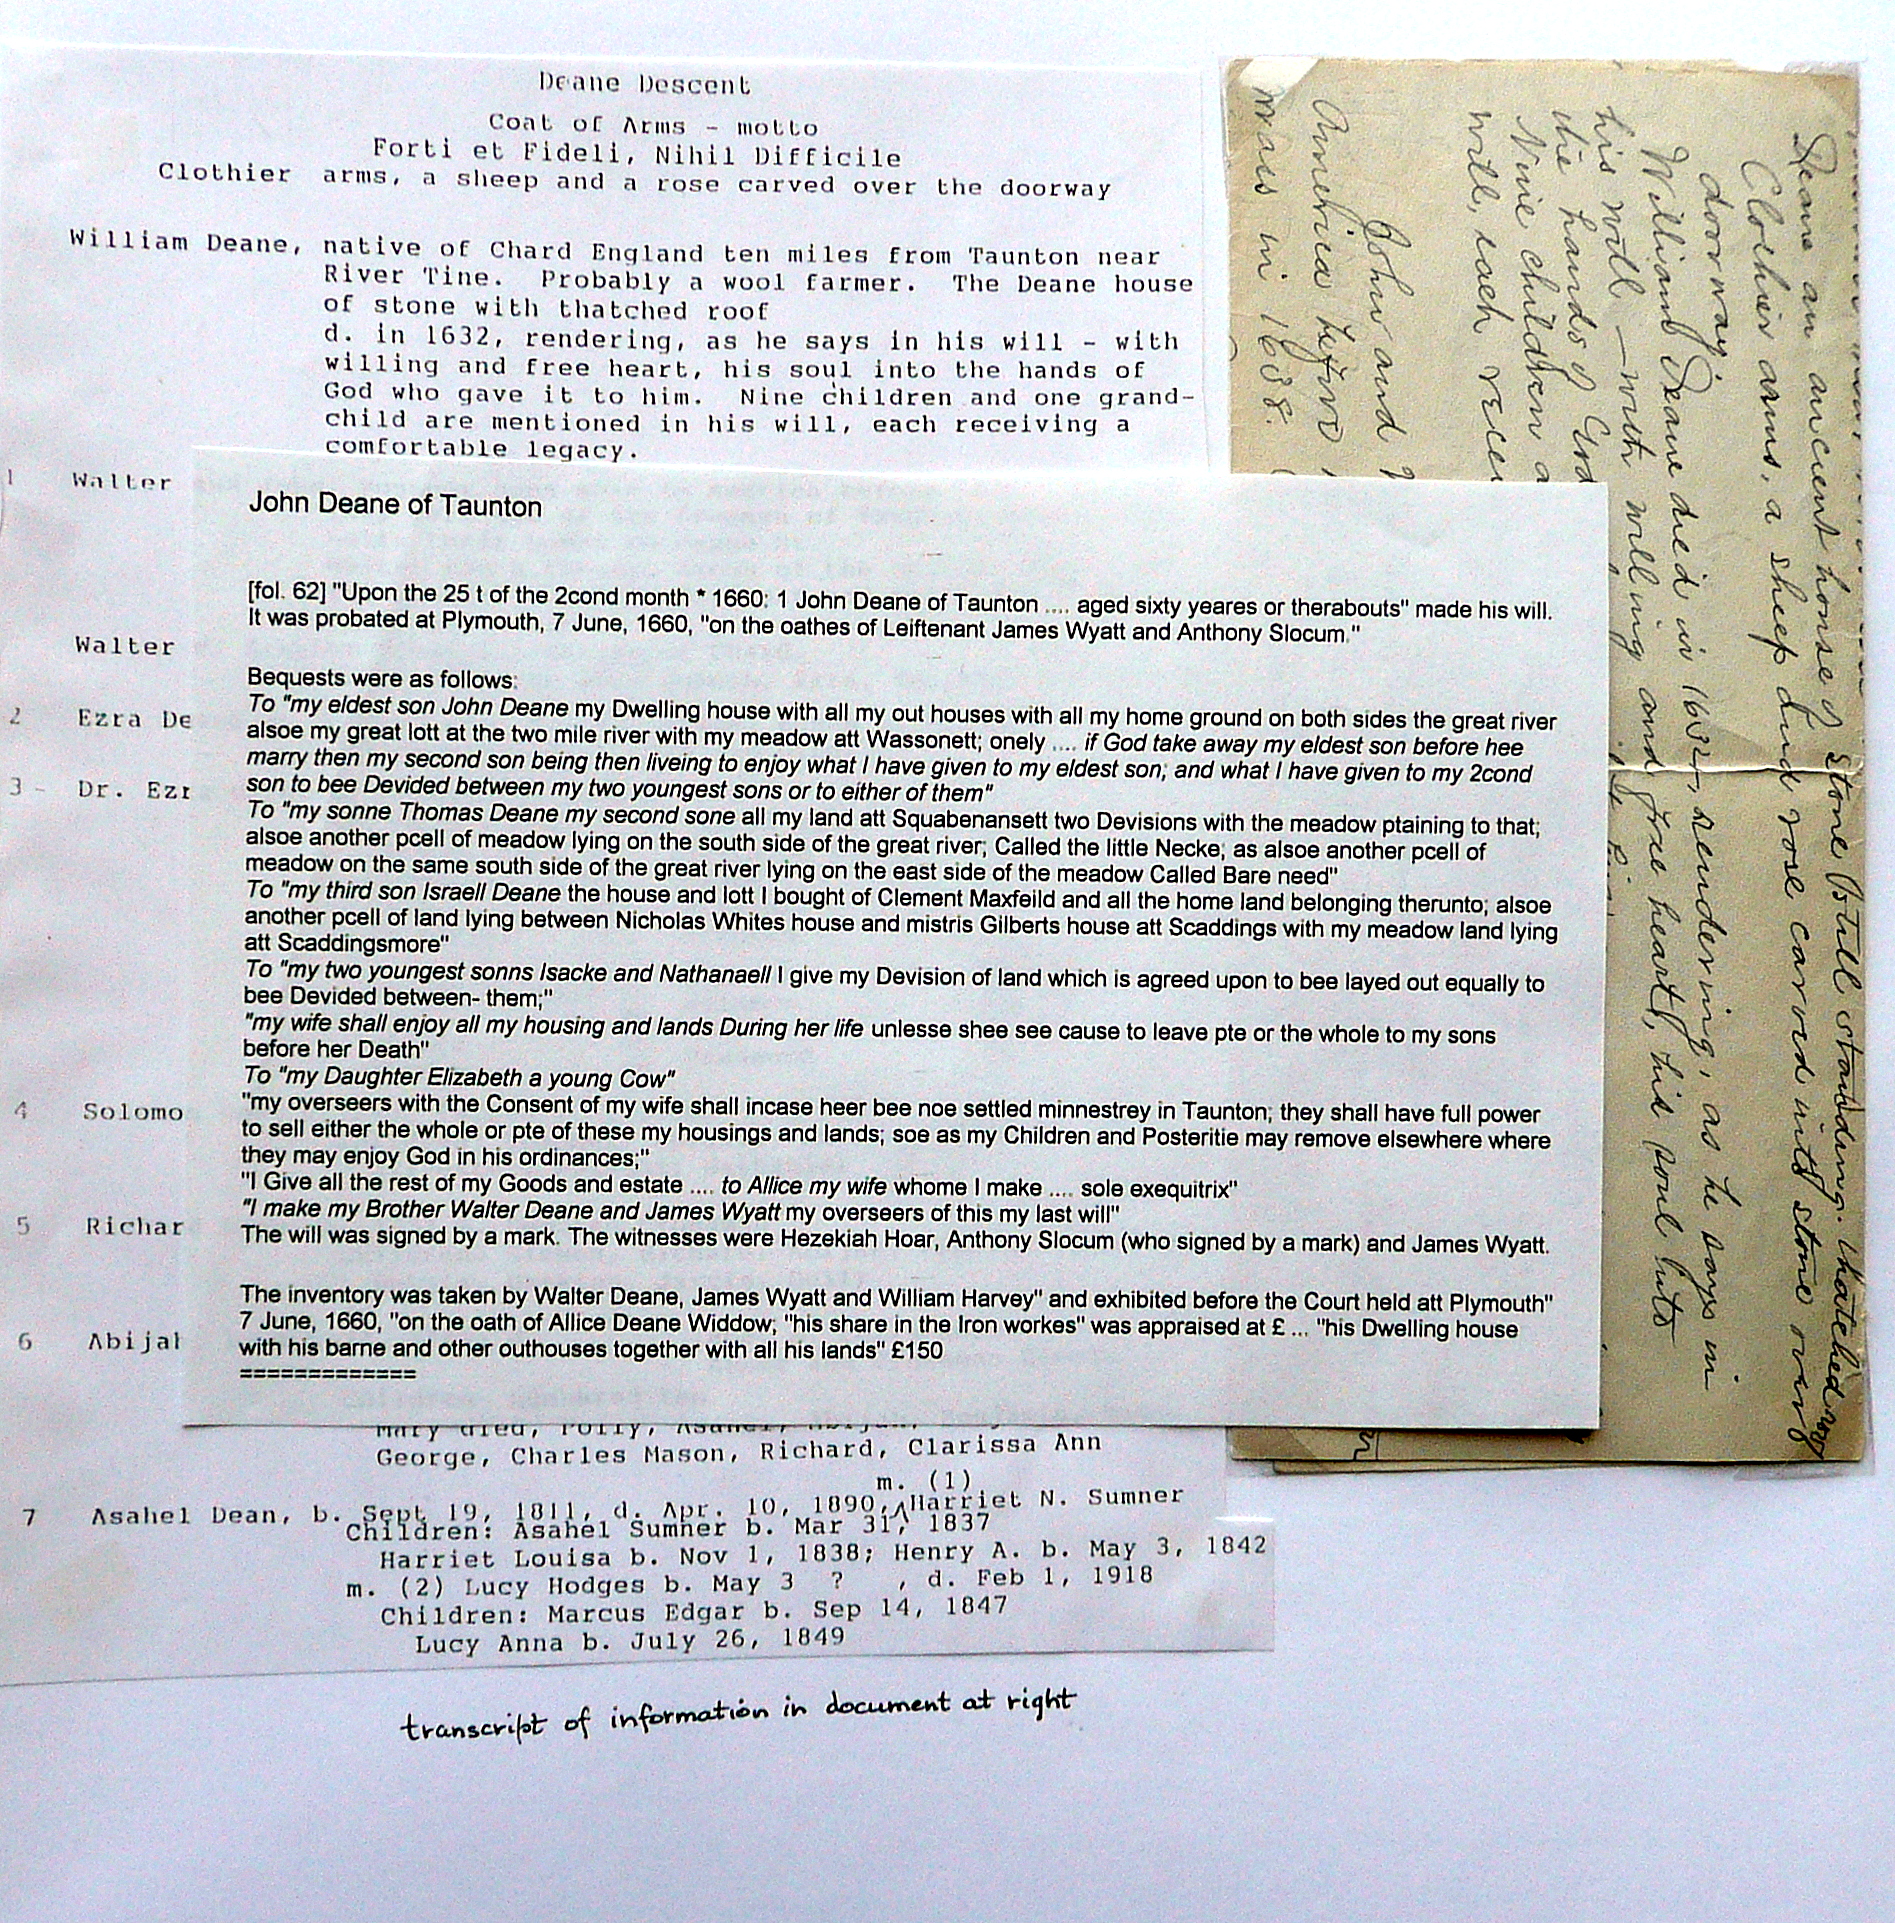 Deane Descent
Coat of Arms - motto
Forti et Fideli, Nihil Difficile
Clothier arms, a sheep and a rose carved over the doorway
William Deane, native of Chard England ten miles from Taunton near
River Tine. Probably a wool farmer. The Deane house
of stone with thatched roof
d. in 1632, rendering, as he says in his will - with
willing and free heart, his soul into the hands of
God who gave it to him. Nine children and one grand-
child are mentioned in his will, each receiving a
comfortable legacy.
1 Walter
Walter
2 Ezra De
3 - Dr. Ezr
4 Solomo
5 Richar
6 Abijah
John Deane of Taunton
[fol. 62] "Upon the 25 t of the 2cond month * 1660: 1 John Deane of Taunton .... aged sixty yeares or therabouts" made his will.
It was probated at Plymouth, 7 June, 1660, "on the oathes of Leiftenant James Wyatt and Anthony Slocum."
Bequests were as follows:
To "my eldest son John Deane my Dwelling house with all my out houses with all my home ground on both sides the great river
alsoe my great lott at the two mile river with my meadow att Wassonett; onely .... if God take away my eldest son before hee
marry then my second son being then liveing to enjoy what I have given to my eldest son; and what I have given to my 2cond
son to bee Devided between my two youngest sons or to either of them"
To "my sonne Thomas Deane my second sone all my land att Squabenansett two Devisions with the meadow ptaining to that;
alsoe another pcell of meadow lying on the south side of the great river; Called the little Necke; as alsoe another pcell of
meadow on the same south side of the great river lying on the east side of the meadow Called Bare need"
To "my third son Israell Deane the house and lott I bought of Clement Maxfeild and all the home land belonging therunto; alsoe
another pcell of land lying between Nicholas Whites house and mistris Gilberts house att Scaddings with my meadow land lying
att Scaddingsmore"
To "my two youngest sonns Isacke and Nathanaell I give my Devision of land which is agreed upon to bee layed out equally to
bee Devided between- them;"
"my wife shall enjoy all my housing and lands During her life unlesse shee see cause to leave pte or the whole to my sons
before her Death"
To "my Daughter Elizabeth a young Cow"
"my overseers with the Consent of my wife shall incase heer bee noe settled minnestrey in Taunton; they shall have full power
to sell either the whole or pte of these my housings and lands; soe as my Children and Posteritie may remove elsewhere where
they may enjoy God in his ordinances;"
"I Give all the rest of my Goods and estate .... to Allice my wife whome I make .... sole exequitrix"
"I make my Brother Walter Deane and James Wyatt my overseers of this my last will"
The will was signed by a mark. The witnesses were Hezekiah Hoar, Anthony Slocum (who signed by a mark) and James Wyatt.
The inventory was taken by Walter Deane, James Wyatt and William Harvey" and exhibited before the Court held att Plymouth"
7 June, 1660, "on the oath of Allice Deane Widdow; "his share in the Iron workes" was appraised at £ ... "his Dwelling house
with his barne and other outhouses together with all his lands" £150
=============
Mary died, Polly, Asahel, Abijah,
George, Charles Mason, Richard, Clarissa Ann
m. (1)
7 Asahel Dean, b. Sept 19, 1811, d. Apr. 10, 1890, Harriet N. Sumner
Children: Asahel Sumner b. Mar 31, 1837
Harriet Louisa b. Nov 1, 1838; Henry A. b. May 3, 1842
m. (2) Lucy Hodges b. May 3 ? , d. Feb 1, 1918
Children: Marcus Edgar b. Sep 14, 1847
Lucy Anna b. July 26, 1849
transcript of information in document at right
Deane an ancient house of stone still standing. thatched roof
Clothier arms, a sheep and rose carved into stone over
doorway.
William Deane died in 1632, rendering, as he says in
his will — with willing and free heart, his soul into
the hands of God
Nine children a
will, each recei
John and
America before
was in 1638.